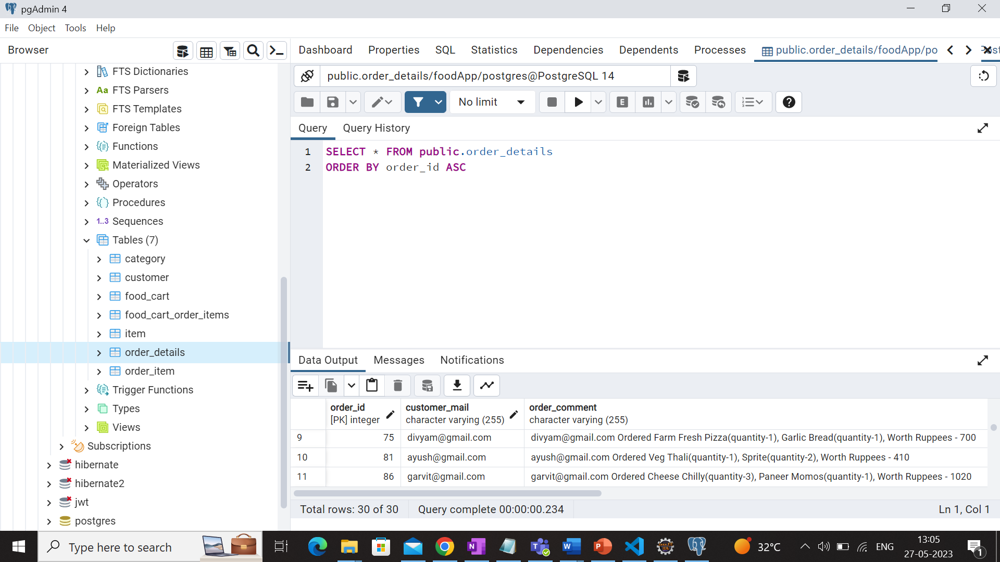 pgAdmin 4
File Object Tools Help
Browser
Dashboard Properties SQL Statistics Dependencies Dependents Processes public.order_details/foodApp/po
FTS Dictionaries
Aa FTS Parsers
FTS Templates
Foreign Tables
Functions
Materialized Views
Operators
Procedures
1..3 Sequences
Tables (7)
category
customer
food_cart
food_cart_order_items
item
order_details
order_item
Trigger Functions
Types
Views
Subscriptions
hibernate
hibernate2
jwt
postgres
public.order_details/foodApp/postgres@PostgreSQL 14
No limit
E
Query Query History
1 SELECT * FROM public.order_details
2 ORDER BY order_id ASC
Data Output Messages Notifications
order_id customer_mail order_comment
[PK] integer character varying (255) character varying (255)
9 75 divyam@gmail.com divyam@gmail.com Ordered Farm Fresh Pizza(quantity-1), Garlic Bread(quantity-1), Worth Ruppees - 700
10 81 ayush@gmail.com ayush@gmail.com Ordered Veg Thali(quantity-1), Sprite(quantity-2), Worth Ruppees - 410
11 86 garvit@gmail.com garvit@gmail.com Ordered Cheese Chilly(quantity-3), Paneer Momos(quantity-1), Worth Ruppees - 1020
Total rows: 30 of 30 Query complete 00:00:00.234 Ln 1, Col 1
Type here to search
32°C
ENG
13:05
27-05-2023
1